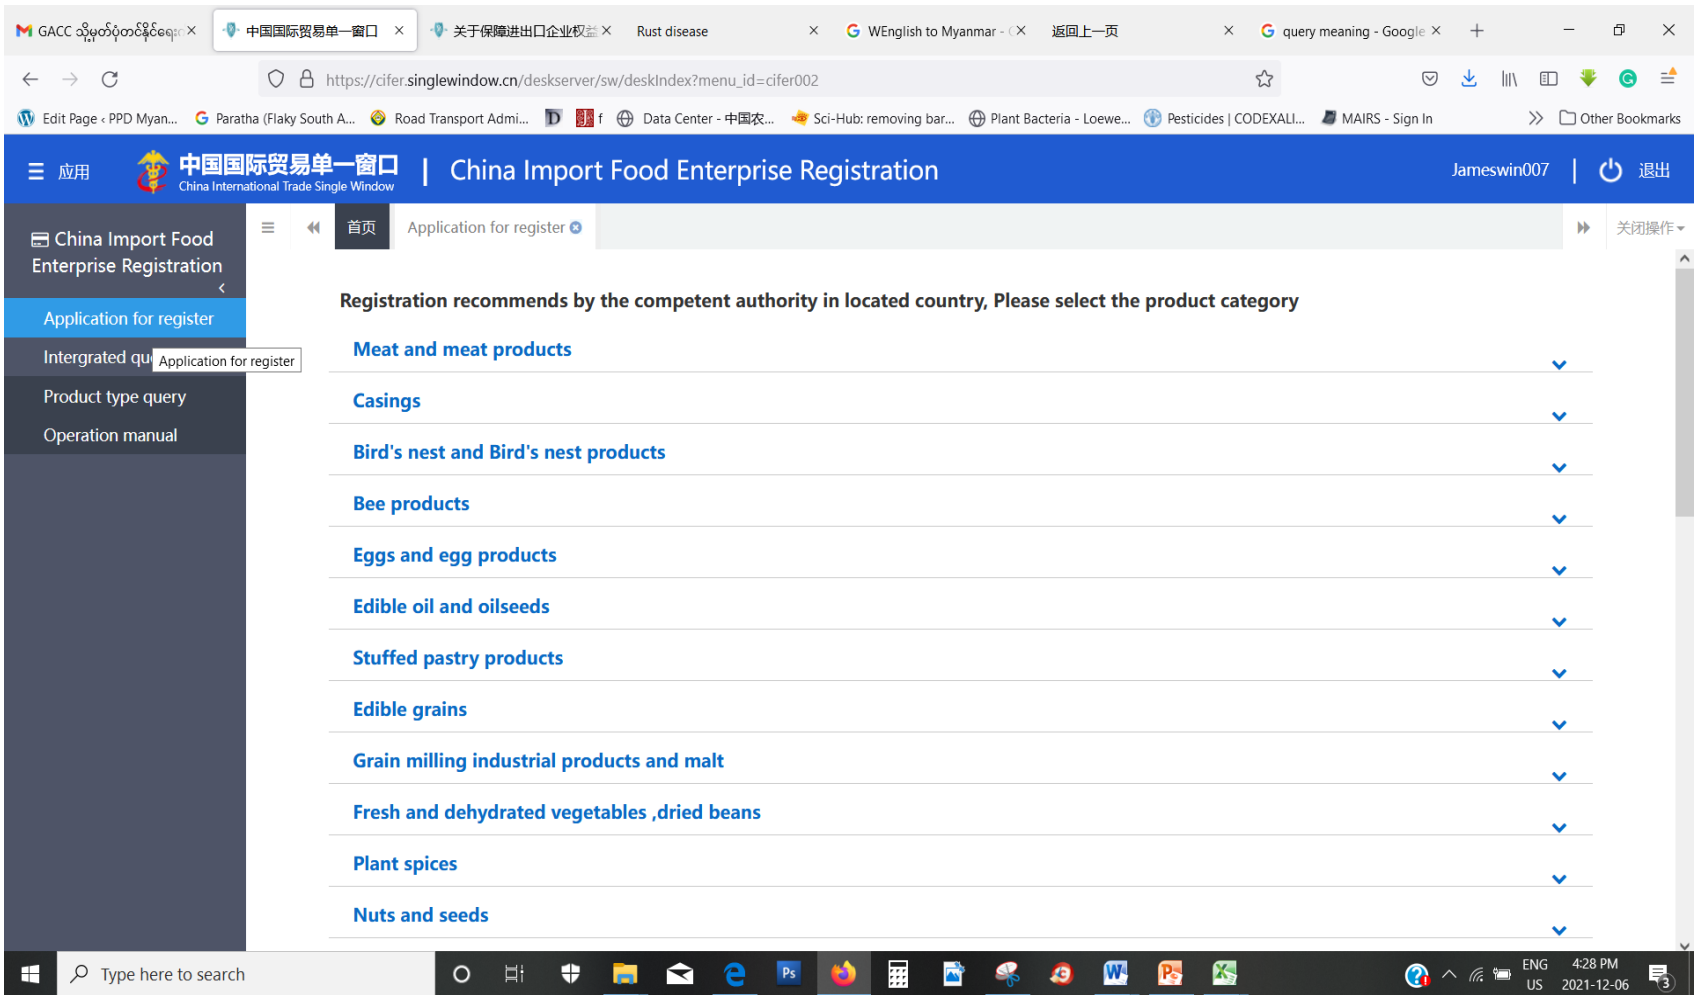 GACC သို့မှတ်ပုံတင်နိုင်ရေး
中国国际贸易单一窗口
关于保障进出口企业权益
Rust disease
WEnglish to Myanmar - G
返回上一页
query meaning - Google
https://cifer.singlewindow.cn/deskserver/sw/deskIndex?menu_id=cifer002
Edit Page < PPD Myan...
Paratha (Flaky South A...
Road Transport Admi...
f
Data Center - 中国农...
Sci-Hub: removing bar...
Plant Bacteria - Loewe...
Pesticides | CODEXALI...
MAIRS - Sign In
Other Bookmarks
应用
中国国际贸易单一窗口
China International Trade Single Window
China Import Food Enterprise Registration
Jameswin007
退出
China Import Food
Enterprise Registration
首页
Application for register
关闭操作
Application for register
Intergrated qu
Application for register
Product type query
Operation manual
Registration recommends by the competent authority in located country, Please select the product category
Meat and meat products
Casings
Bird's nest and Bird's nest products
Bee products
Eggs and egg products
Edible oil and oilseeds
Stuffed pastry products
Edible grains
Grain milling industrial products and malt
Fresh and dehydrated vegetables ,dried beans
Plant spices
Nuts and seeds
Type here to search
Ps
ENG
US
4:28 PM
2021-12-06
3